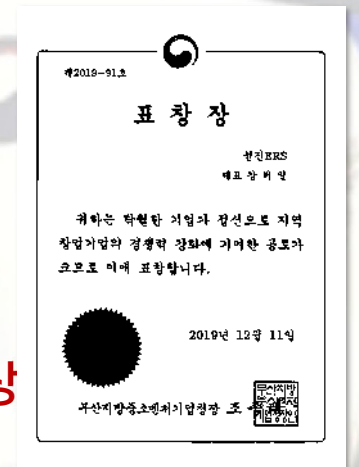 제2019-91호
표 창 장
ERS
대표
귀하는 탁월한 기업가 정신으로 지역
창업기업의 경쟁력 강화에 기여한 공로가
크므로 이에 표창합니다.
2019년 12월 11일
부산지방중소벤처기업청장 조